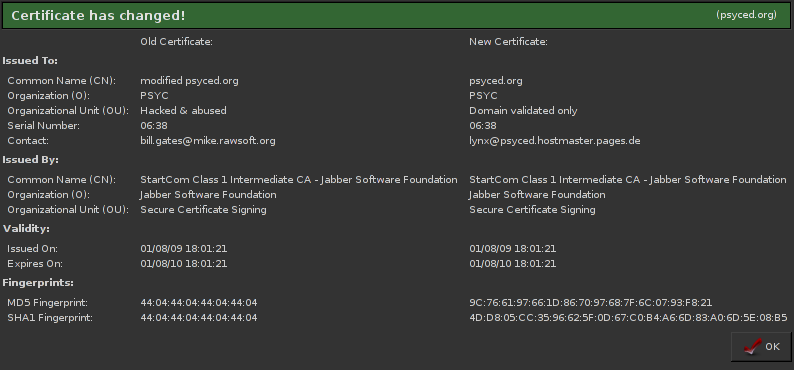 Certificate has changed! (psyced.org)
Old Certificate: New Certificate:
Issued To:
Common Name (CN): modified psyced.org psyced.org
Organization (O): PSYC PSYC
Organizational Unit (OU): Hacked & abused Domain validated only
Serial Number: 06:38 06:38
Contact: bill.gates@mike.rawsoft.org lynx@psyced.hostmaster.pages.de
Issued By:
Common Name (CN): StartCom Class 1 Intermediate CA - Jabber Software Foundation StartCom Class 1 Intermediate CA - Jabber Software Foundation
Organization (O): Jabber Software Foundation Jabber Software Foundation
Organizational Unit (OU): Secure Certificate Signing Secure Certificate Signing
Validity:
Issued On: 01/08/09 18:01:21 01/08/09 18:01:21
Expires On: 01/08/10 18:01:21 01/08/10 18:01:21
Fingerprints:
MD5 Fingerprint: 44:04:44:04:44:04:44:04 9C:76:61:97:66:1D:86:70:97:68:7F:6C:07:93:F8:21
SHA1 Fingerprint: 44:04:44:04:44:04:44:04 4D:D8:05:CC:35:96:62:5F:0D:67:C0:B4:A6:6D:83:A0:6D:5E:08:B5
OK